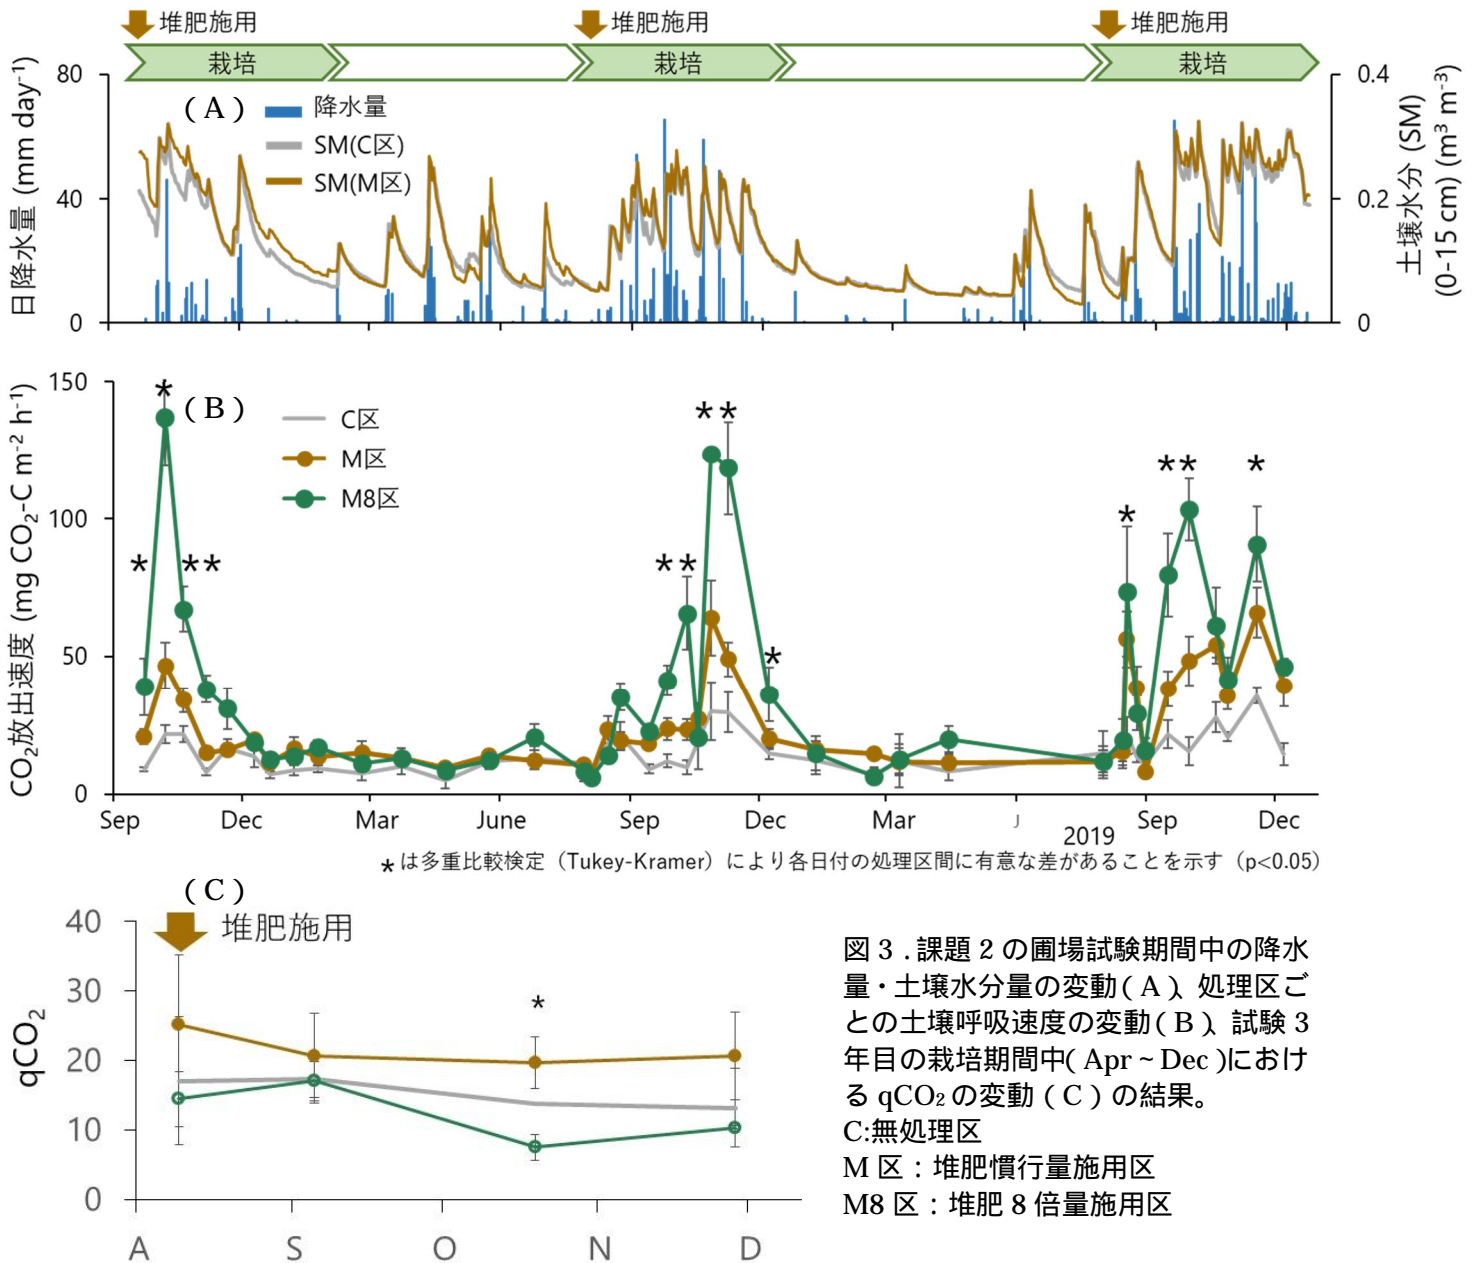 堆肥施用 堆肥施用 堆肥施用
栽培 栽培 栽培
日降水量 (mm day⁻¹)
80
40
0
(A)
降水量
SM(C区)
SM(M区)
0.4
0.2
0
土壌水分 (SM)
(0-15 cm) (m³ m⁻³)
CO₂放出速度 (mg CO₂-C m⁻² h⁻¹)
150
100
50
0
(B)
C区
M区
M8区
* * * * * * * * * * * * *
Sep Dec Mar June Sep Dec Mar J Sep Dec
2019
*は多重比較検定（Tukey-Kramer）により各日付の処理区間に有意な差があることを示す（p<0.05）
(C)
堆肥施用
qCO₂
40
30
20
10
0
*
A S O N D
図３.課題２の圃場試験期間中の降水
量・土壌水分量の変動(A)、処理区ご
との土壌呼吸速度の変動(B)、試験３
年目の栽培期間中(Apr~Dec)におけ
る qCO₂の変動（C）の結果。
C:無処理区
M 区：堆肥慣行量施用区
M8 区：堆肥 8 倍量施用区